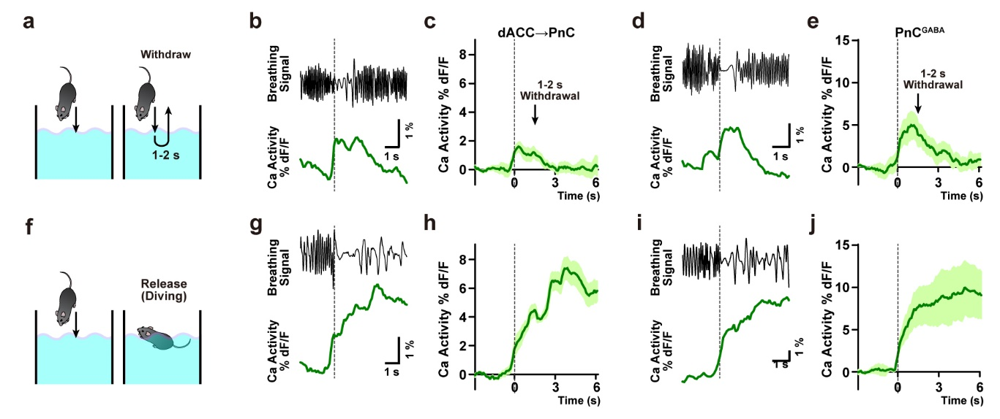 a
Withdraw
1-2 s
b
Breathing
Signal
Ca Activity
% dF/F
1 %
1 s
c
dACC→PnC
Ca Activity % dF/F
8
6
4
2
0
1-2 s
Withdrawal
0 3 6
Time (s)
d
Breathing
Signal
Ca Activity
% dF/F
1 %
1 s
e
PnCGABA
Ca Activity % dF/F
15
10
5
0
1-2 s
Withdrawal
0 3 6
Time (s)
f
Release
(Diving)
g
Breathing
Signal
Ca Activity
% dF/F
1 %
1 s
h
Ca Activity % dF/F
8
6
4
2
0
0 3 6
Time (s)
i
Breathing
Signal
Ca Activity
% dF/F
1 %
1 s
j
Ca Activity % dF/F
15
10
5
0
0 3 6
Time (s)